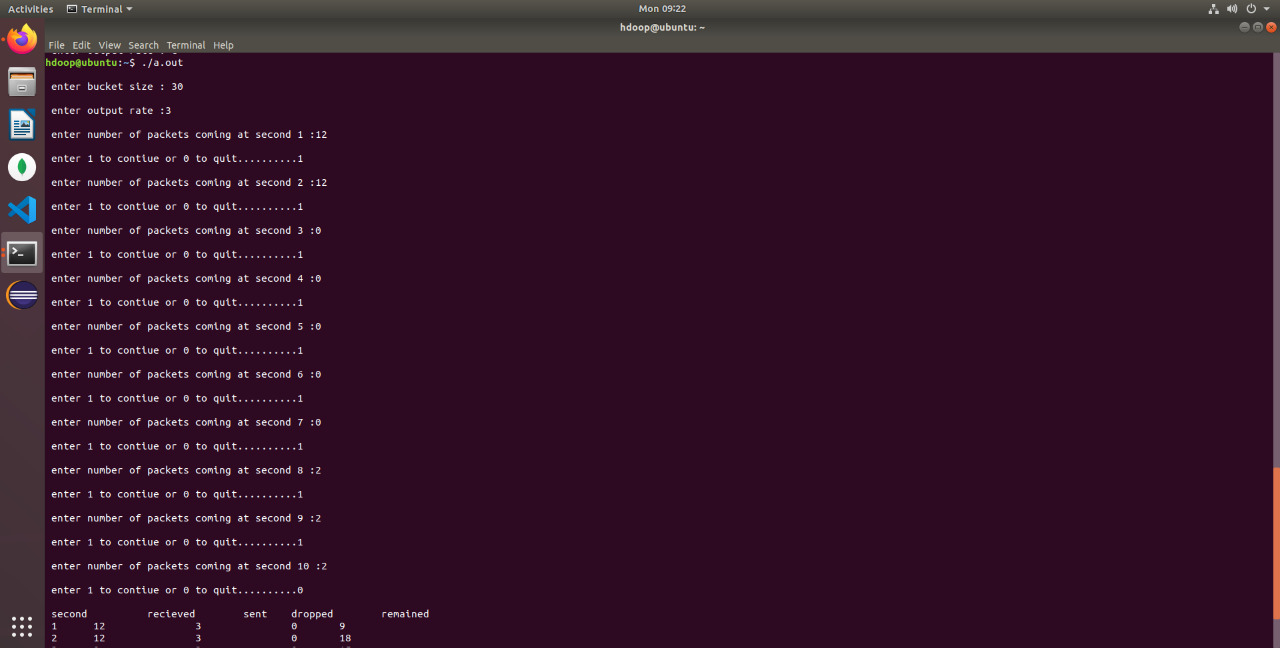 Activities Terminal Mon 09:22
hdoop@ubuntu: ~
File Edit View Search Terminal Help
hdoop@ubuntu:~$ ./a.out
enter bucket size : 30
enter output rate :3
enter number of packets coming at second 1 :12
enter 1 to contiue or 0 to quit..........1
enter number of packets coming at second 2 :12
enter 1 to contiue or 0 to quit..........1
enter number of packets coming at second 3 :0
enter 1 to contiue or 0 to quit..........1
enter number of packets coming at second 4 :0
enter 1 to contiue or 0 to quit..........1
enter number of packets coming at second 5 :0
enter 1 to contiue or 0 to quit..........1
enter number of packets coming at second 6 :0
enter 1 to contiue or 0 to quit..........1
enter number of packets coming at second 7 :0
enter 1 to contiue or 0 to quit..........1
enter number of packets coming at second 8 :2
enter 1 to contiue or 0 to quit..........1
enter number of packets coming at second 9 :2
enter 1 to contiue or 0 to quit..........1
enter number of packets coming at second 10 :2
enter 1 to contiue or 0 to quit..........0
second recieved sent dropped remained
1 12 3 0 9
2 12 3 0 18